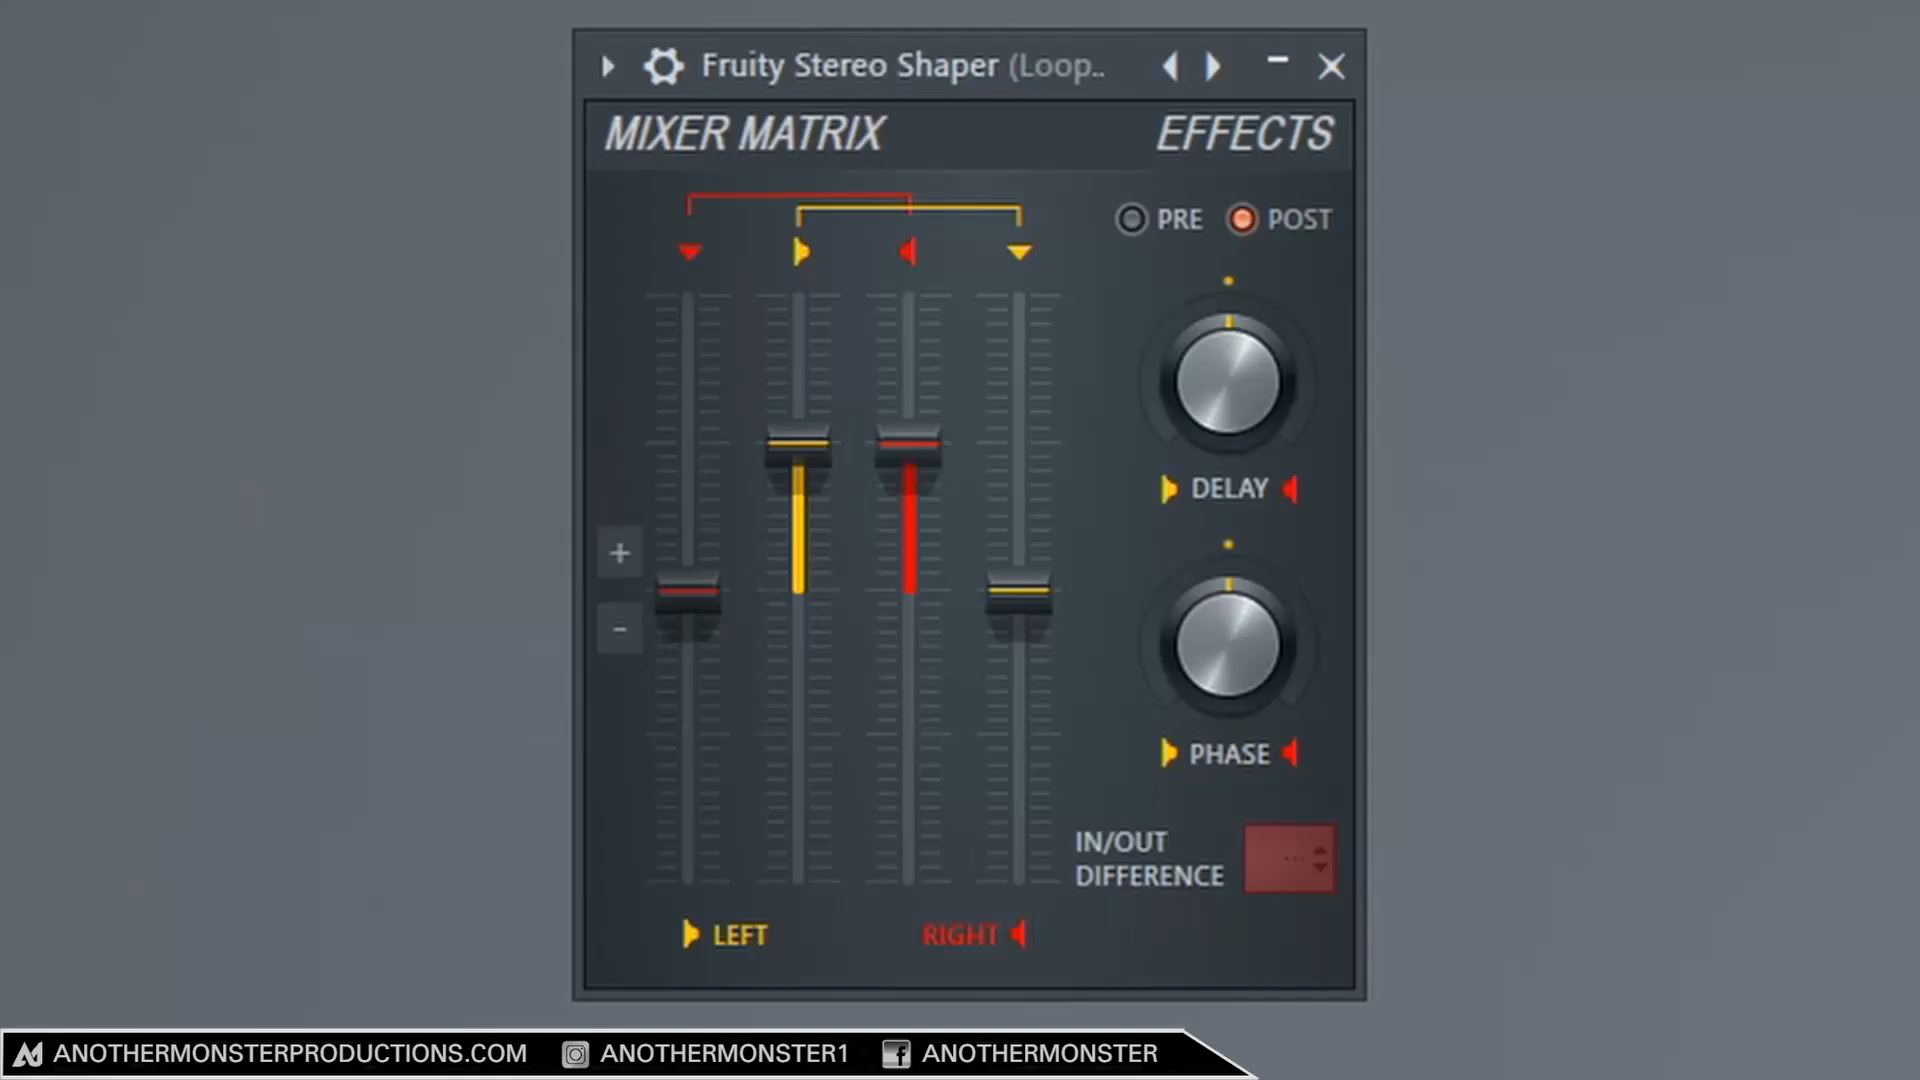 Fruity Stereo Shaper (Loop..
MIXER MATRIX
EFFECTS
PRE POST
DELAY
+
-
PHASE
IN/OUT
DIFFERENCE
---
LEFT
RIGHT
ANOTHERMONSTERPRODUCTIONS.COM ANOTHERMONSTER1 ANOTHERMONSTER